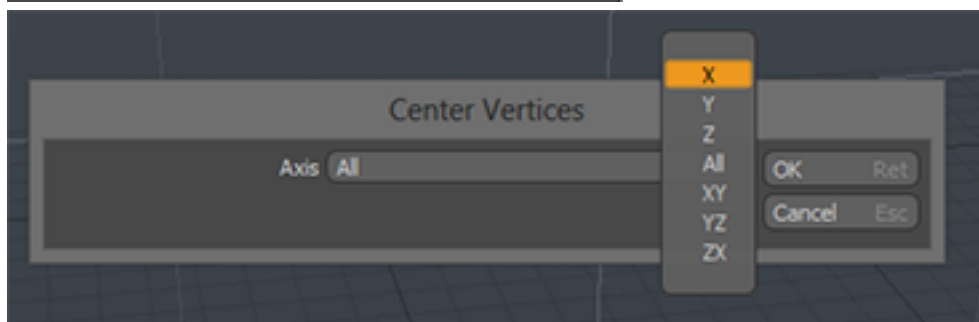 Center Vertices
Axis All
X
Y
Z
All
XY
YZ
ZX
OK Ret
Cancel Esc